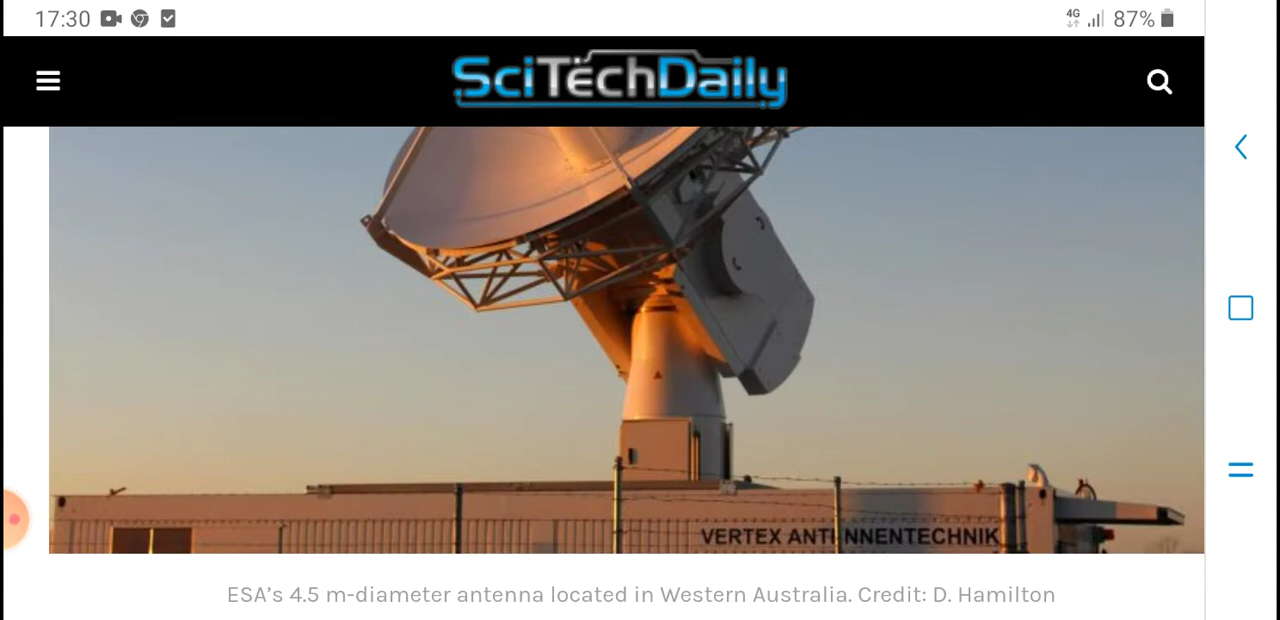 17:30
4G
87%
SciTechDaily
VERTEX ANTENNENTECHNIK
ESA's 4.5 m-diameter antenna located in Western Australia. Credit: D. Hamilton